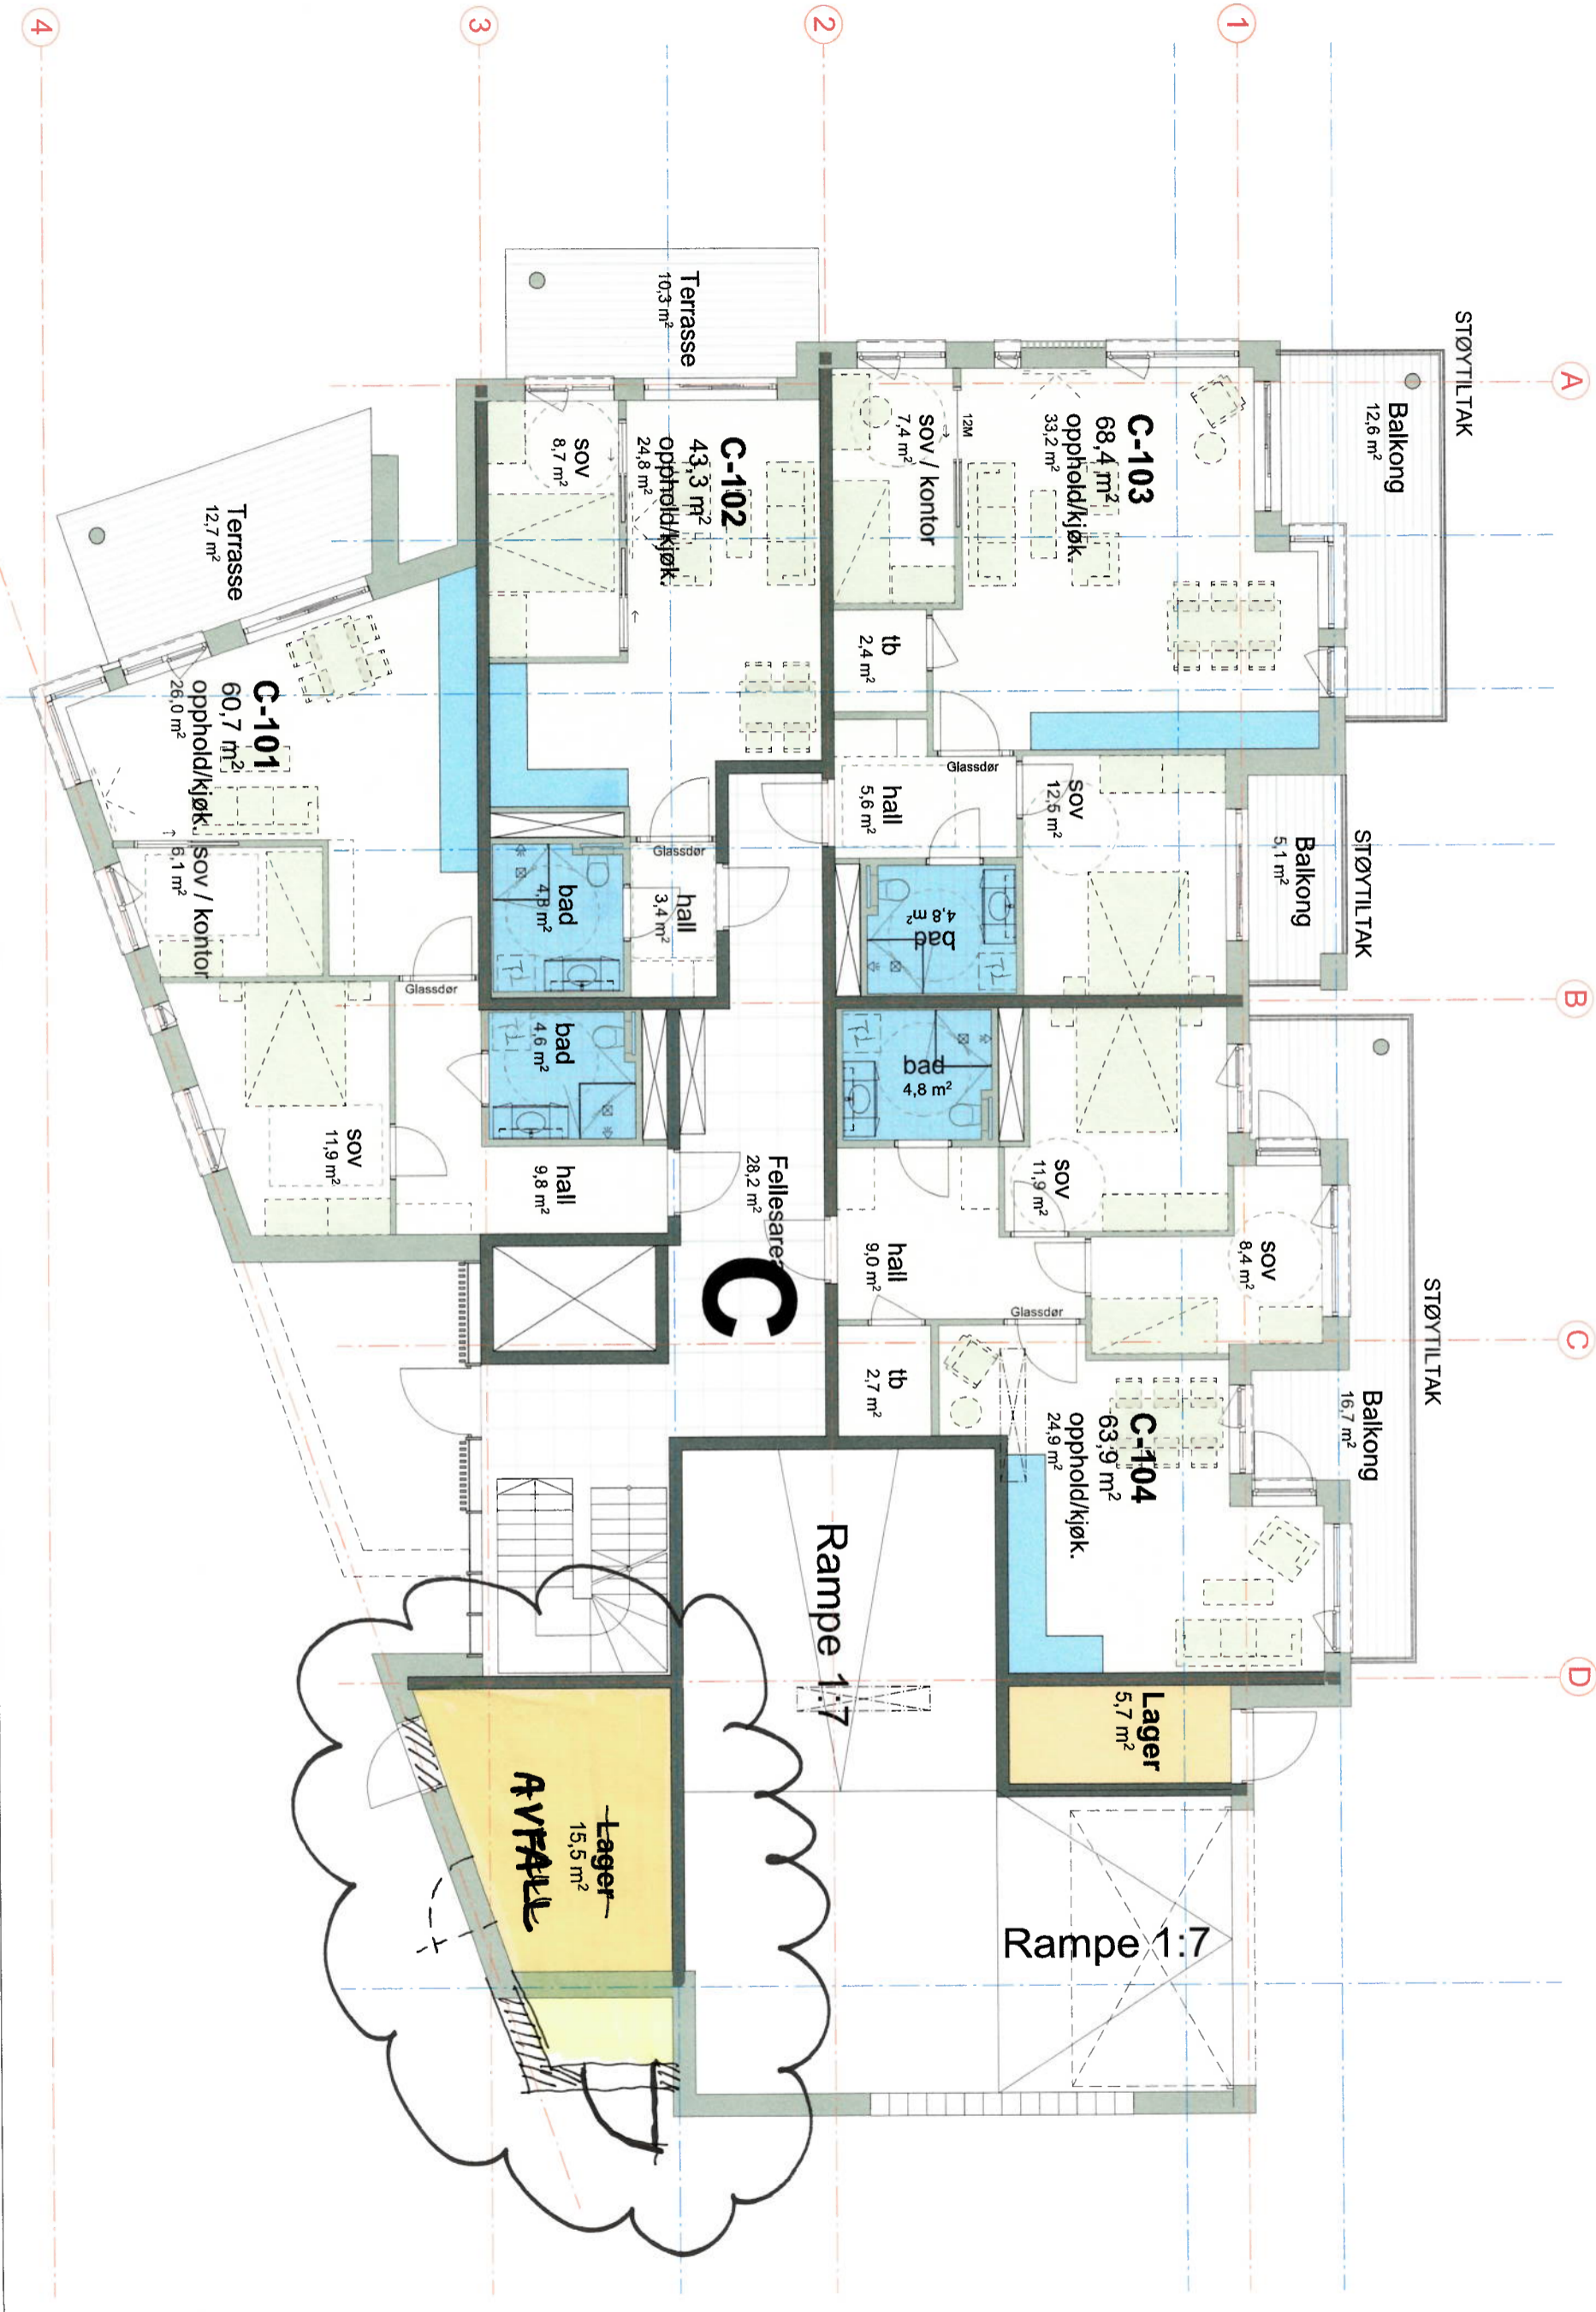 4
3
2
1
A
B
C
D
STØYTILTAK
Balkong
12,6 m²
STØYTILTAK
Balkong
5,1 m²
STØYTILTAK
Balkong
16,7 m²
C-103
68,4 m²
opphold/kjøk.
33,2 m²
12M
sov / kontor
7,4 m²
tb
2,4 m²
Glassdør
hall
5,6 m²
sov
12,5 m²
bad
4,8 m²
Terrasse
10,3 m²
C-102
43,3 m²
opphold/kjøk.
24,8 m²
sov
8,7 m²
Glassdør
hall
3,4 m²
bad
4,8 m²
Terrasse
12,7 m²
C-101
60,7 m²
opphold/kjøk.
26,0 m²
sov / kontor
6,1 m²
Glassdør
bad
4,6 m²
sov
11,9 m²
hall
9,8 m²
Fellesareal
28,2 m²
C
bad
4,8 m²
sov
11,9 m²
sov
8,4 m²
hall
9,0 m²
Glassdør
tb
2,7 m²
C-104
63,9 m²
opphold/kjøk.
24,9 m²
Rampe 1:7
Lager
5,7 m²
Rampe 1:7
Lager
15,5 m²
AVFALL